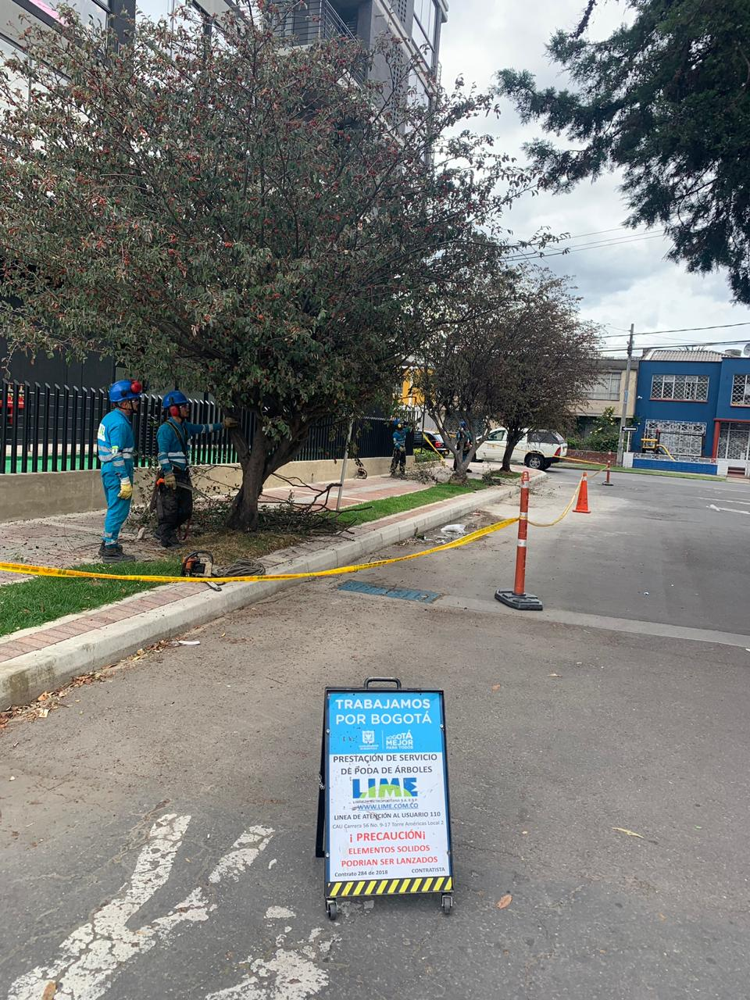 TRABAJAMOS
POR BOGOTÁ
BOGOTÁ
MEJOR
PARA TODOS
PRESTACIÓN DE SERVICIO
DE PODA DE ÁRBOLES
LIME
LIMPIEZA METROPOLITANA S.A. E.S.P.
WWW.LIME.COM.CO
LINEA DE ATENCIÓN AL USUARIO 110
CAU Carrera 56 No. 9-17 Torre Américas Local 2
¡ PRECAUCIÓN¡
ELEMENTOS SOLIDOS
PODRIAN SER LANZADOS
Contrato 284 de 2018 CONTRATISTA